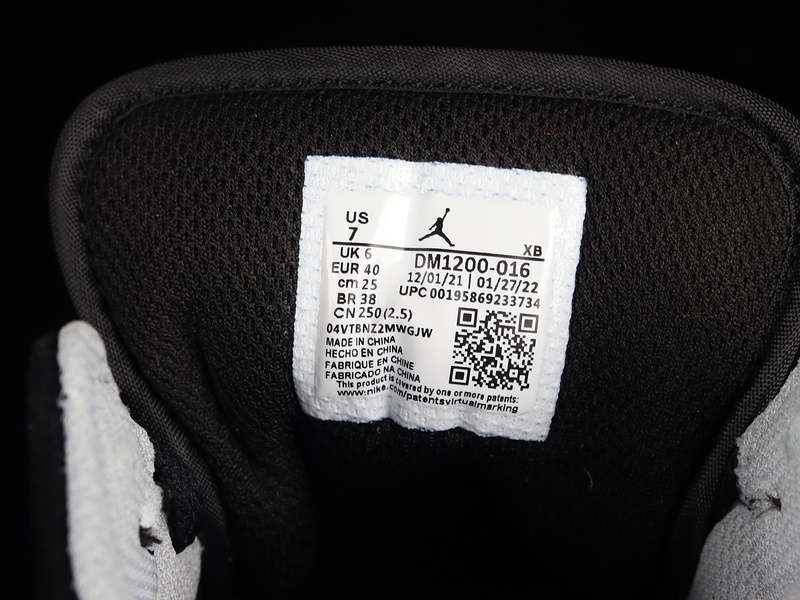 US
7
XB
UK 6
EUR 40
cm 25
BR 38
CN 250 (2.5)
DM1200-016
12/01/21 | 01/27/22
UPC 00195869233734
04VTBNZ2MWGJW
MADE IN CHINA
HECHO EN CHINA
FABRIQUE EN CHINE
FABRICADO NA CHINA
This product is covered by one or more patents:
www.nike.com/patentsvirtualmarking